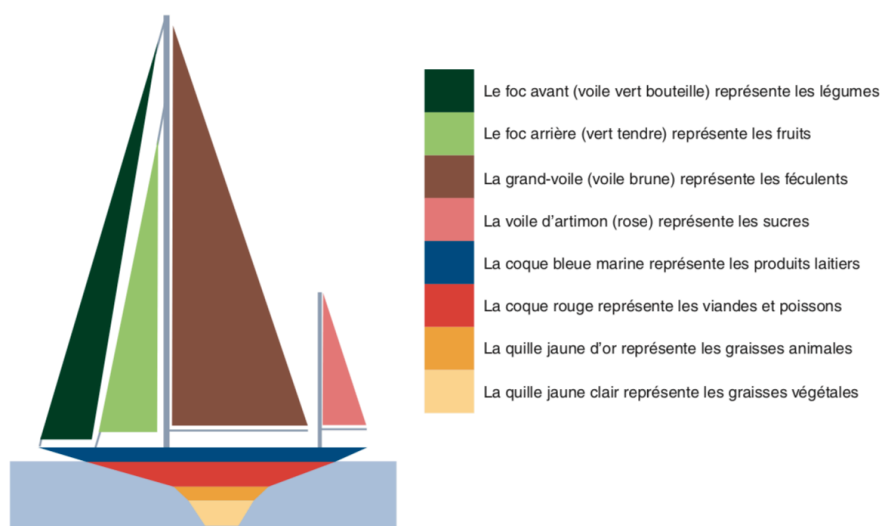 Le foc avant (voile vert bouteille) représente les légumes
Le foc arrière (vert tendre) représente les fruits
La grand-voile (voile brune) représente les féculents
La voile d'artimon (rose) représente les sucres
La coque bleue marine représente les produits laitiers
La coque rouge représente les viandes et poissons
La quille jaune d'or représente les graisses animales
La quille jaune clair représente les graisses végétales